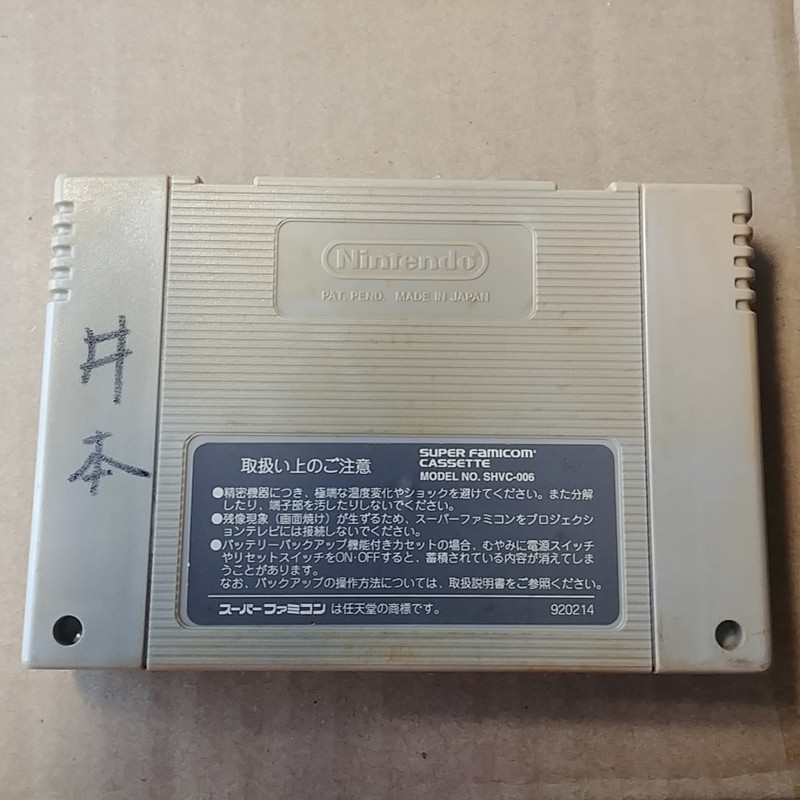 Nintendo
PAT. PEND. MADE IN JAPAN
井本
取扱い上のご注意
SUPER FAMICOM
CASSETTE
MODEL NO. SHVC-006
●精密機器につき、極端な温度変化やショックを避けてください。また分解
したり、端子部を汚したりしないでください。
●残像現象(画面焼け)が生ずるため、スーパーファミコンをプロジェクシ
ョンテレビには接続しないでください。
●バッテリーバックアップ機能付きカセットの場合、むやみに電源スイッチ
やリセットスイッチをON・OFFすると、蓄積されている内容が消えてしま
うことがあります。
なお、バックアップの操作方法については、取扱説明書をご参照ください。
スーパーファミコン は任天堂の商標です。
920214